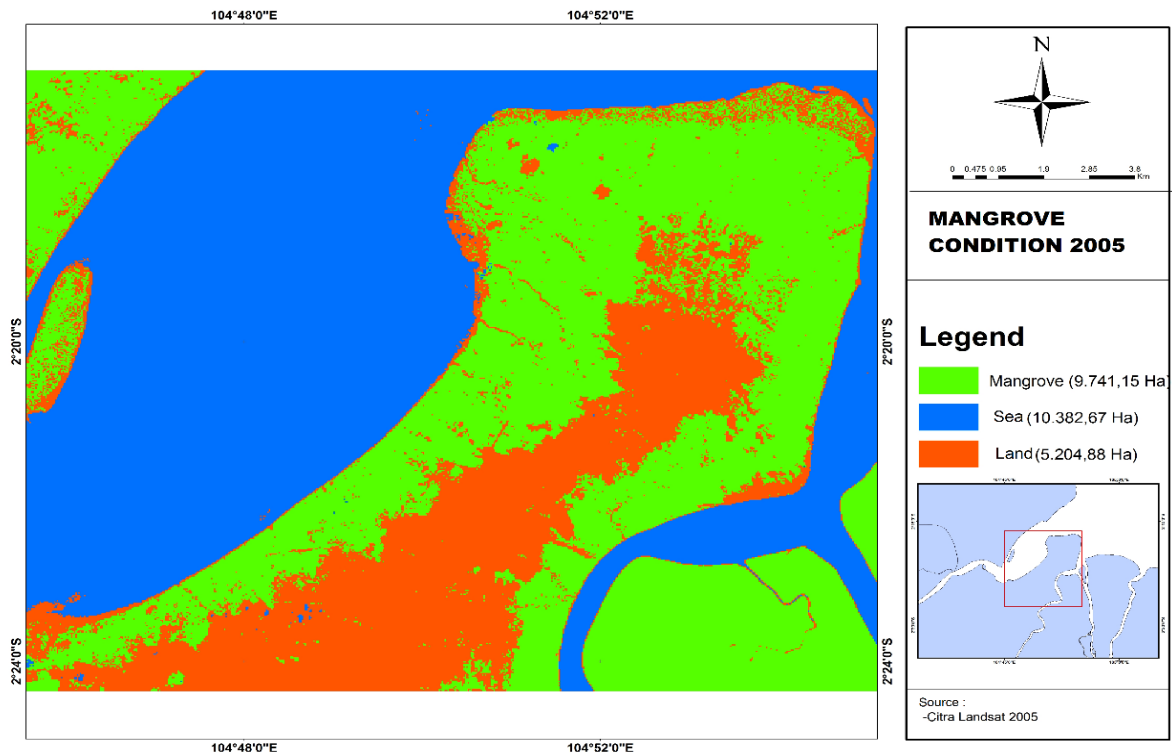 104°48'0"E
104°52'0"E
2°20'0"S
2°20'0"S
2°24'0"S
2°24'0"S
104°48'0"E
104°52'0"E
N
0 0.475 0.95 1.9 2.85 3.8
Km
MANGROVE
CONDITION 2005
Legend
Mangrove (9.741,15 Ha)
Sea (10.382,67 Ha)
Land (5.204,88 Ha)
Source :
-Citra Landsat 2005